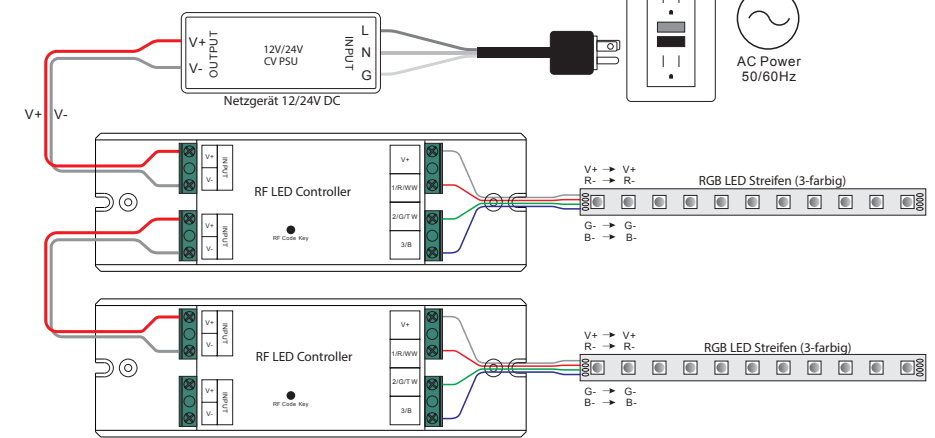 V+
V-
OUTPUT
12V/24V
CV PSU
INPUT
L
N
G
Netzgerät 12/24V DC
AC Power
50/60Hz
V+
V-
V+
V-
INPUT
V+
V-
INPUT
RF LED Controller
RF Code Key
V+
1/R/WW
2/G/TW
3/B
V+ → V+
R- → R-
RGB LED Streifen (3-farbig)
G- → G-
B- → B-
V+
V-
INPUT
V+
V-
INPUT
RF LED Controller
RF Code Key
V+
1/R/WW
2/G/TW
3/B
V+ → V+
R- → R-
RGB LED Streifen (3-farbig)
G- → G-
B- → B-